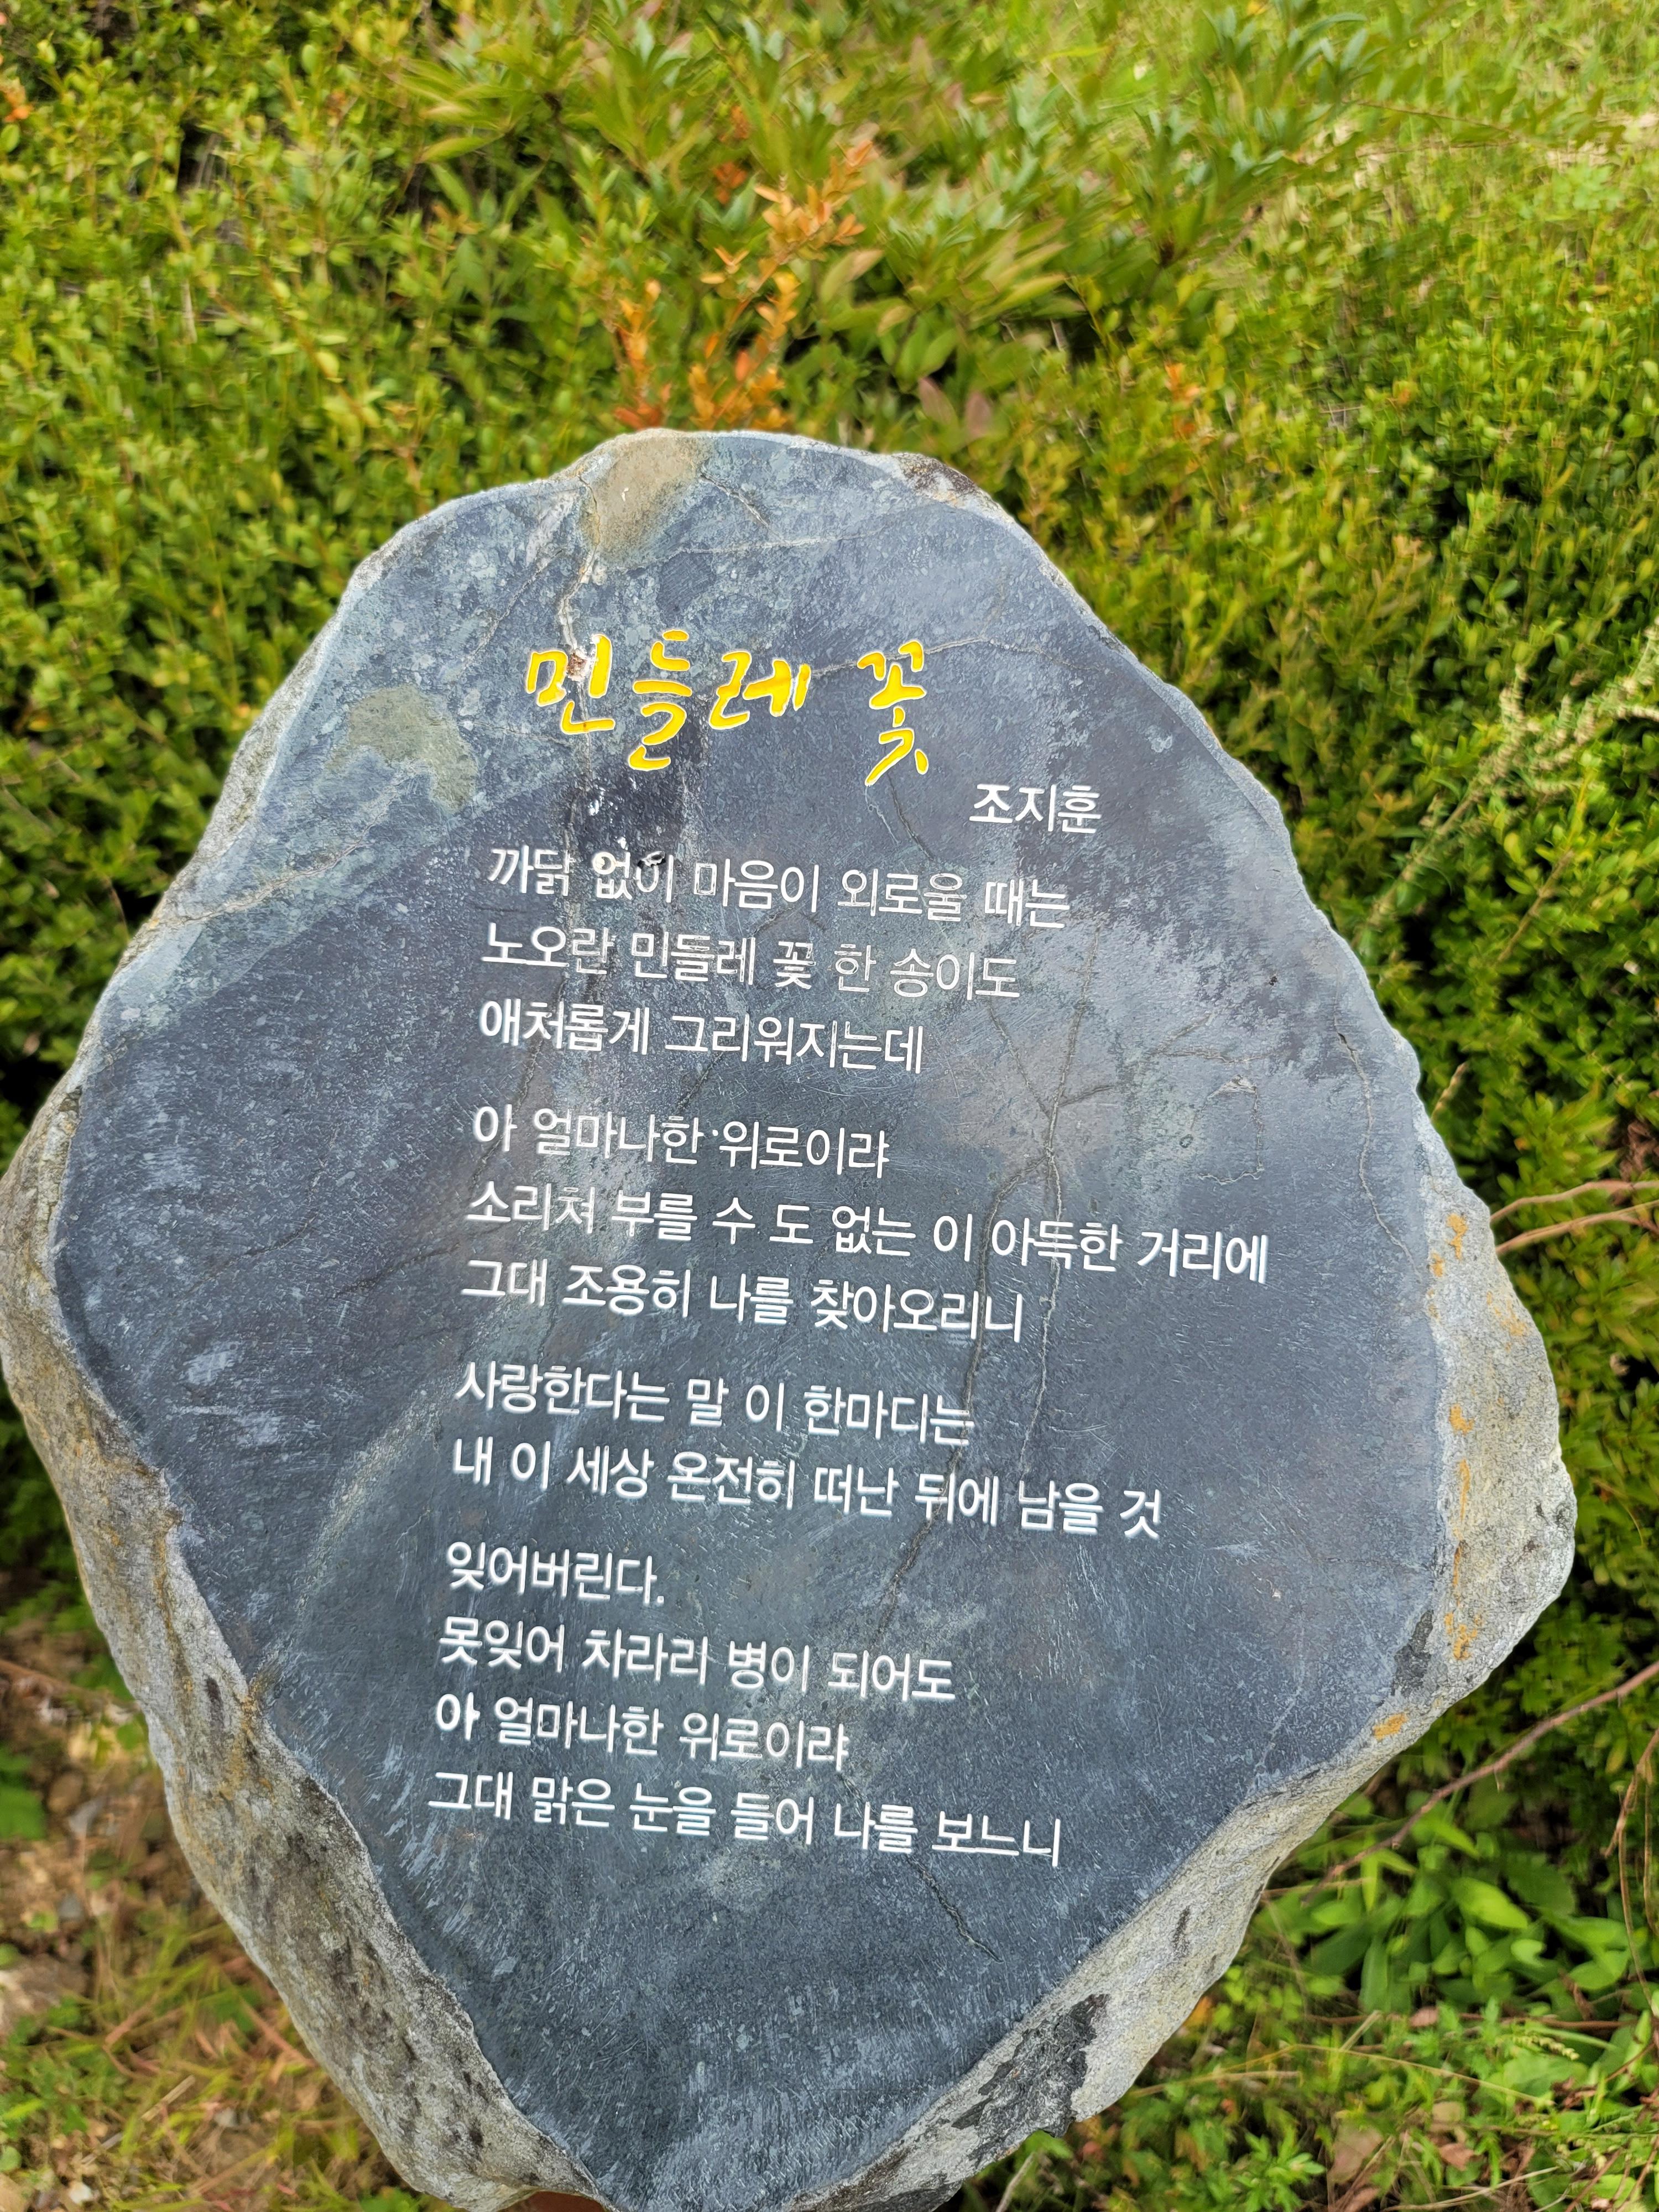 민들레 꽃
조지훈
까닭 없이 마음이 외로울 때는
노오란 민들레 꽃 한 송이도
애처롭게 그리워지는데
아 얼마나한 위로이랴
소리쳐 부를 수 도 없는 이 아득한 거리에
그대 조용히 나를 찾아오리니
사랑한다는 말 이 한마디는
내 이 세상 온전히 떠난 뒤에 남을 것
잊어버린다.
못잊어 차라리 병이 되어도
아 얼마나한 위로이랴
그대 맑은 눈을 들어 나를 보느니